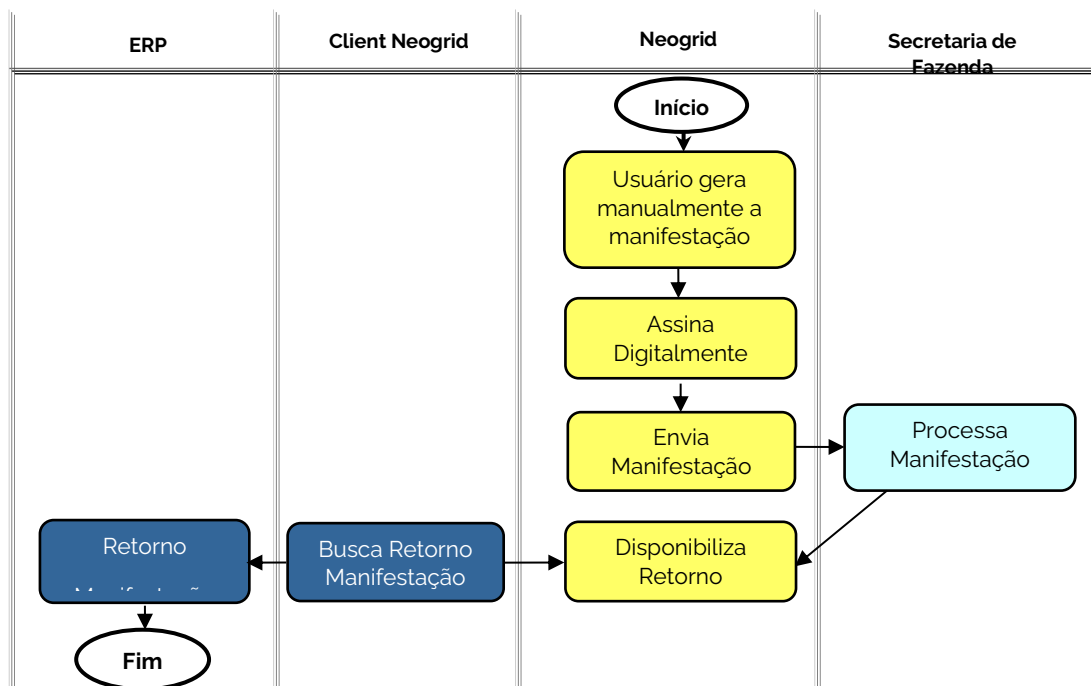 ERP
Client Neogrid
Neogrid
Secretaria de
Fazenda
Início
Usuário gera
manualmente a
manifestação
Assina
Digitalmente
Envia
Manifestação
Processa
Manifestação
Retorno
Busca Retorno
Manifestação
Disponibiliza
Retorno
Fim